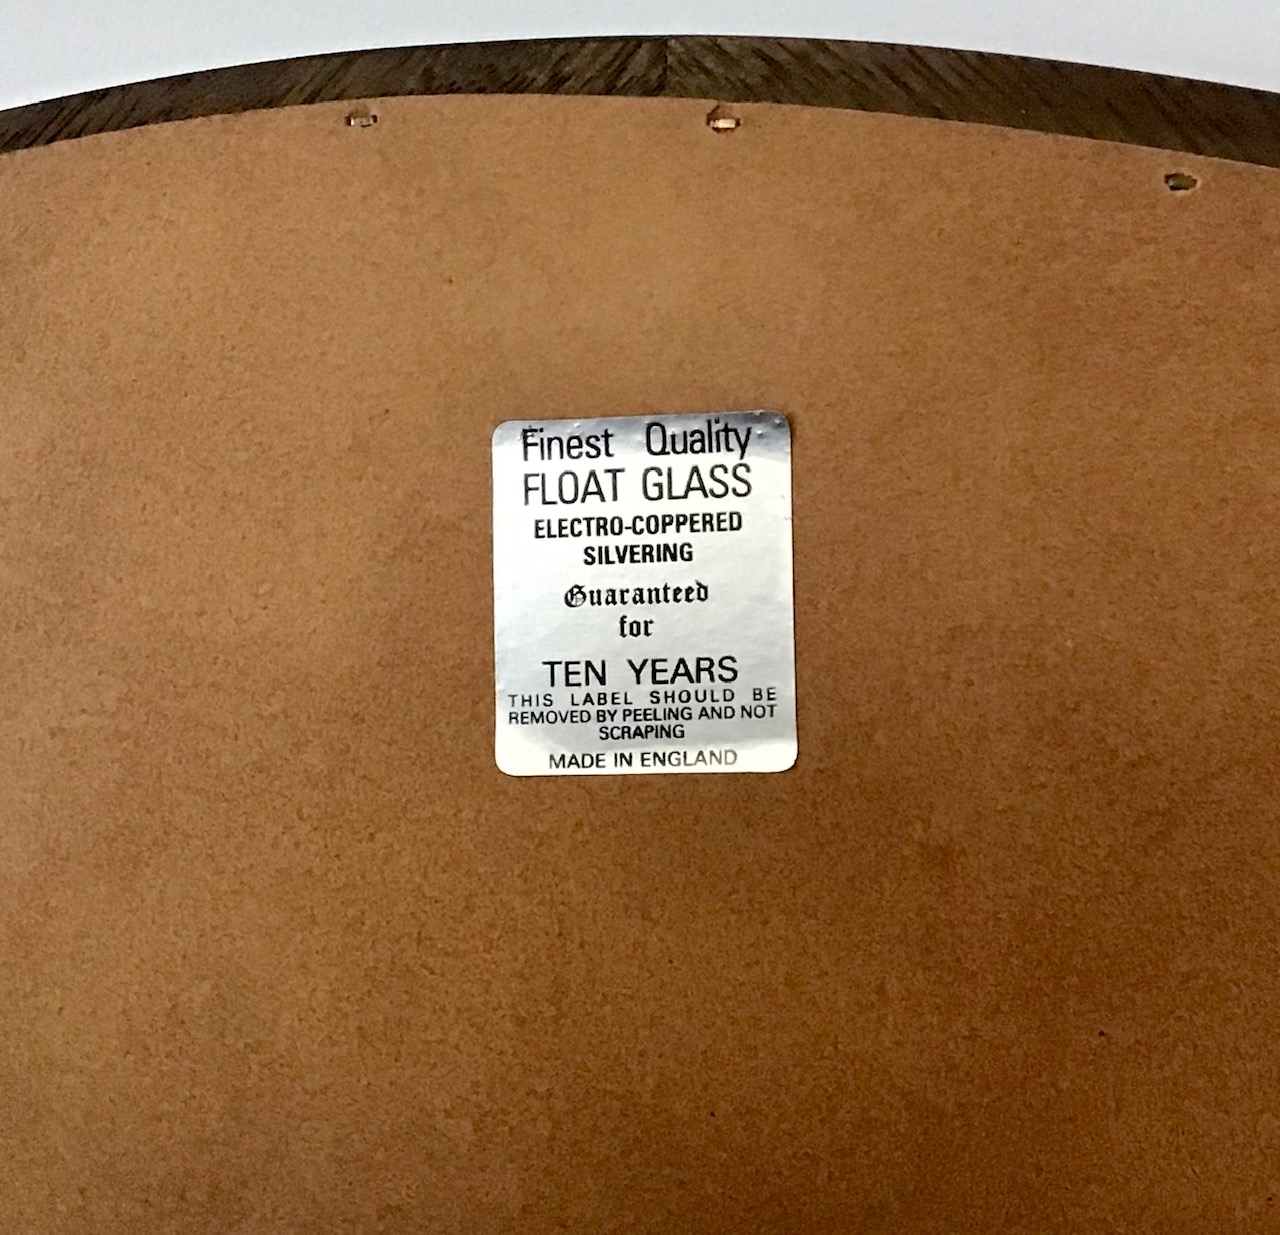 Finest Quality
FLOAT GLASS
ELECTRO-COPPERED
SILVERING
Guaranteed
for
TEN YEARS
THIS LABEL SHOULD BE
REMOVED BY PEELING AND NOT
SCRAPING
MADE IN ENGLAND